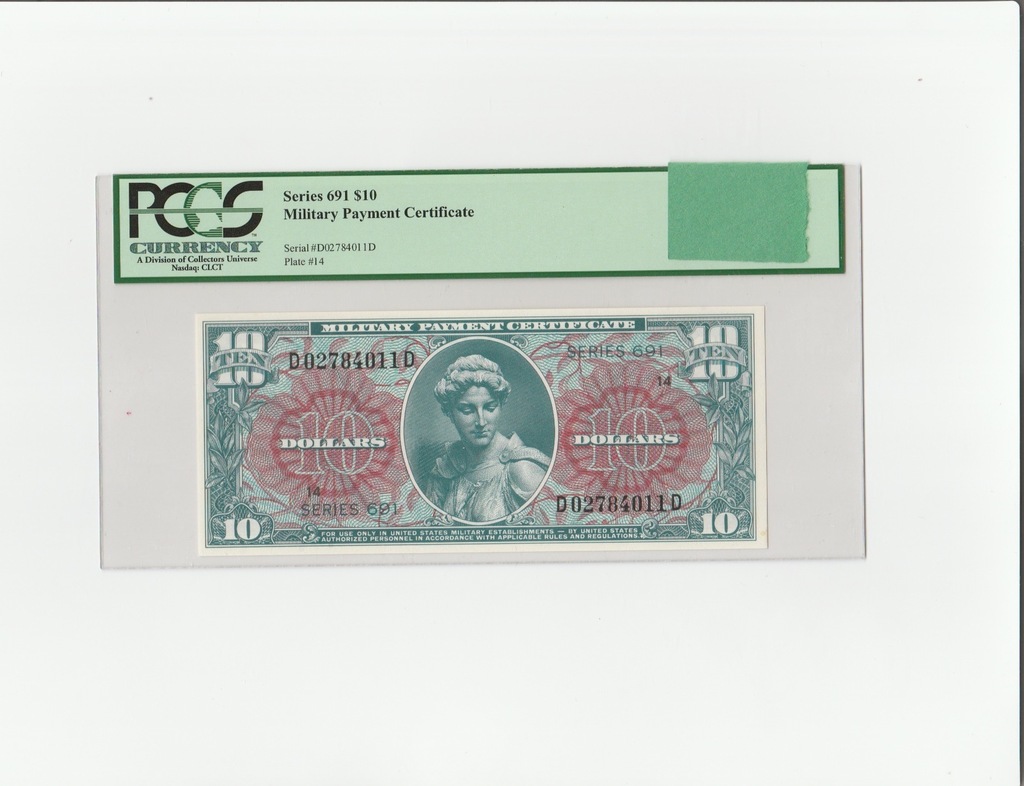 PCGS
™
CURRENCY
A Division of Collectors Universe
Nasdaq: CLCT
Series 691 $10
Military Payment Certificate
Serial #D02784011D
Plate #14
MILITARY PAYMENT CERTIFICATE
10
TEN
D02784011D
SERIES 691
14
10
TEN
10
DOLLARS
10
DOLLARS
14
SERIES 691
D02784011D
10
10
FOR USE ONLY IN UNITED STATES MILITARY ESTABLISHMENTS — BY UNITED STATES
AUTHORIZED PERSONNEL IN ACCORDANCE WITH APPLICABLE RULES AND REGULATIONS.